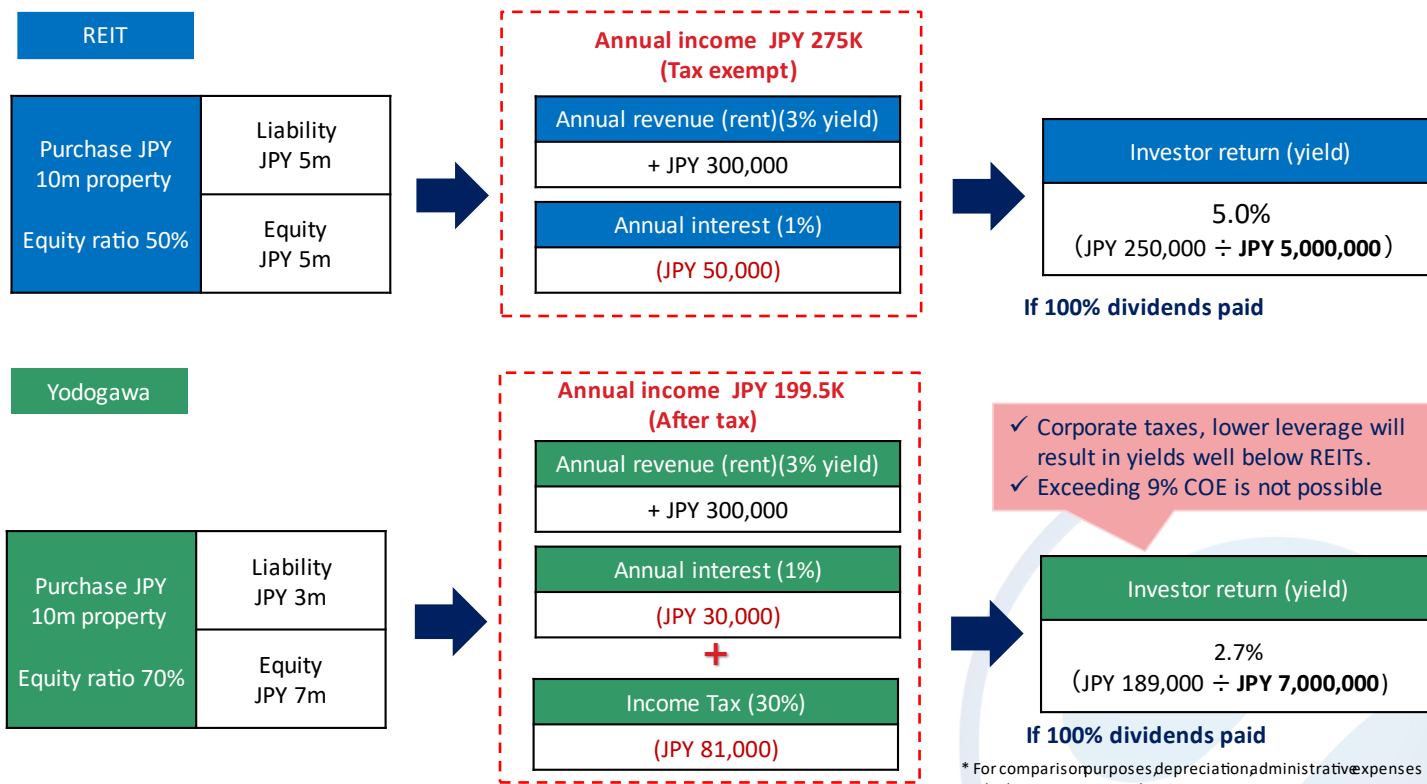 REIT
Purchase JPY
10m property
Equity ratio 50%
Liability
JPY 5m
Equity
JPY 5m
Annual income JPY 275K
(Tax exempt)
Annual revenue (rent)(3% yield)
+ JPY 300,000
Annual interest (1%)
(JPY 50,000)
Investor return (yield)
5.0%
(JPY 250,000 ÷ JPY 5,000,000)
If 100% dividends paid
Yodogawa
Purchase JPY
10m property
Equity ratio 70%
Liability
JPY 3m
Equity
JPY 7m
Annual income JPY 199.5K
(After tax)
Annual revenue (rent)(3% yield)
+ JPY 300,000
Annual interest (1%)
(JPY 30,000)
+
Income Tax (30%)
(JPY 81,000)
✓ Corporate taxes, lower leverage will
result in yields well below REITs.
✓ Exceeding 9% COE is not possible.
Investor return (yield)
2.7%
(JPY 189,000 ÷ JPY 7,000,000)
If 100% dividends paid
* For comparison purposes, depreciation, administrative expenses